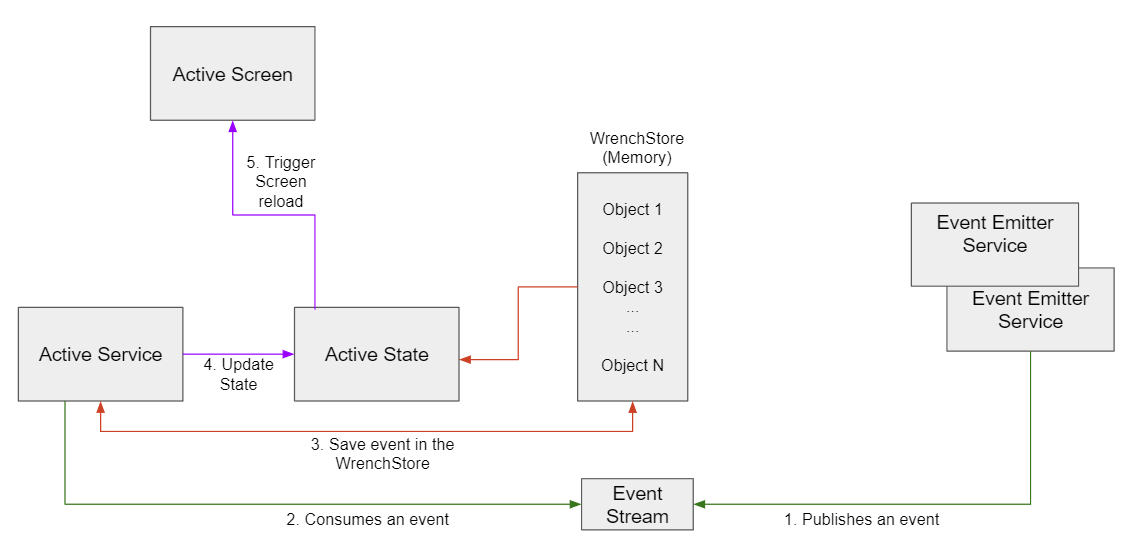 Active Screen
5. Trigger
Screen
reload
WrenchStore
(Memory)
Object 1
Object 2
Object 3
...
...
Object N
Event Emitter
Service
Event Emitter
Service
Active Service
4. Update
State
Active State
3. Save event in the
WrenchStore
Event
Stream
2. Consumes an event
1. Publishes an event